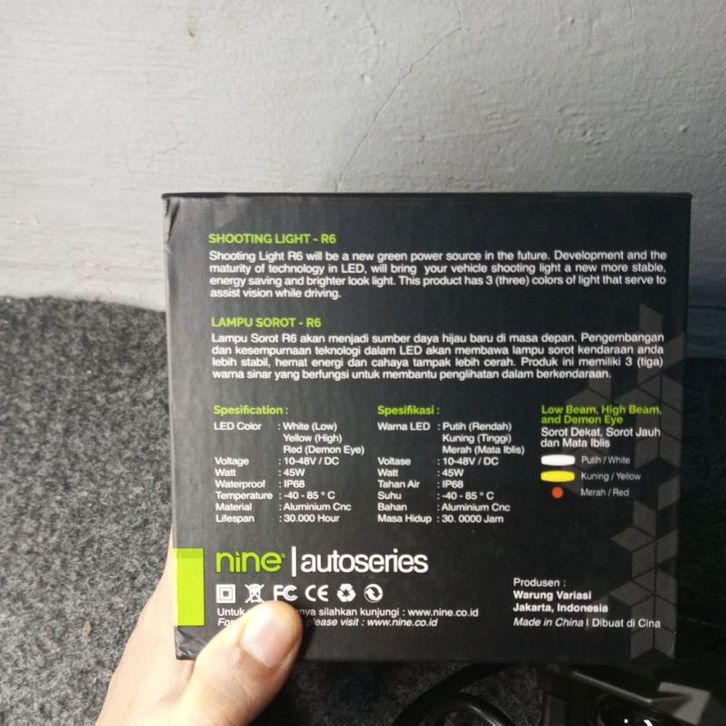 SHOOTING LIGHT - R6
Shooting Light R6 will be a new green power source in the future. Development and the
maturity of technology in LED, will bring your vehicle shooting light a new more stable,
energy saving and brighter look light. This product has 3 (three) colors of light that serve to
assist vision while driving.
LAMPU SOROT - R6
Lampu Sorot R6 akan menjadi sumber daya hijau baru di masa depan. Pengembangan
dan kesempurnaan teknologi dalam LED akan membawa lampu sorot kendaraan anda
lebih stabil, hemat energi dan cahaya tampak lebih cerah. Produk ini memiliki 3 (tiga)
warna sinar yang berfungsi untuk membantu penglihatan dalam berkendaraan.
Spesification :
LED Color : White (Low)
Yellow (High)
Red (Demon Eye)
Voltage : 10-48V / DC
Watt : 45W
Waterproof : IP68
Temperature : -40 - 85 ° C
Material : Aluminium Cnc
Lifespan : 30.000 Hour
Spesifikasi :
Warna LED : Putih (Rendah)
Kuning (Tinggi)
Merah (Mata Iblis)
Voltase : 10-48V / DC
Watt : 45W
Tahan Air : IP68
Suhu : -40 - 85 ° C
Bahan : Aluminium Cnc
Masa Hidup : 30. 0000 Jam
Low Beam, High Beam,
and Demon Eye
Sorot Dekat, Sorot Jauh
dan Mata Iblis
Putih / White
Kuning / Yellow
Merah / Red
nine® | autoseries
FC CE
Untuk silahkan kunjungi : www.nine.co.id
please visit : www.nine.co.id
Produsen :
Warung Variasi
Jakarta, Indonesia
Made in China | Dibuat di Cina